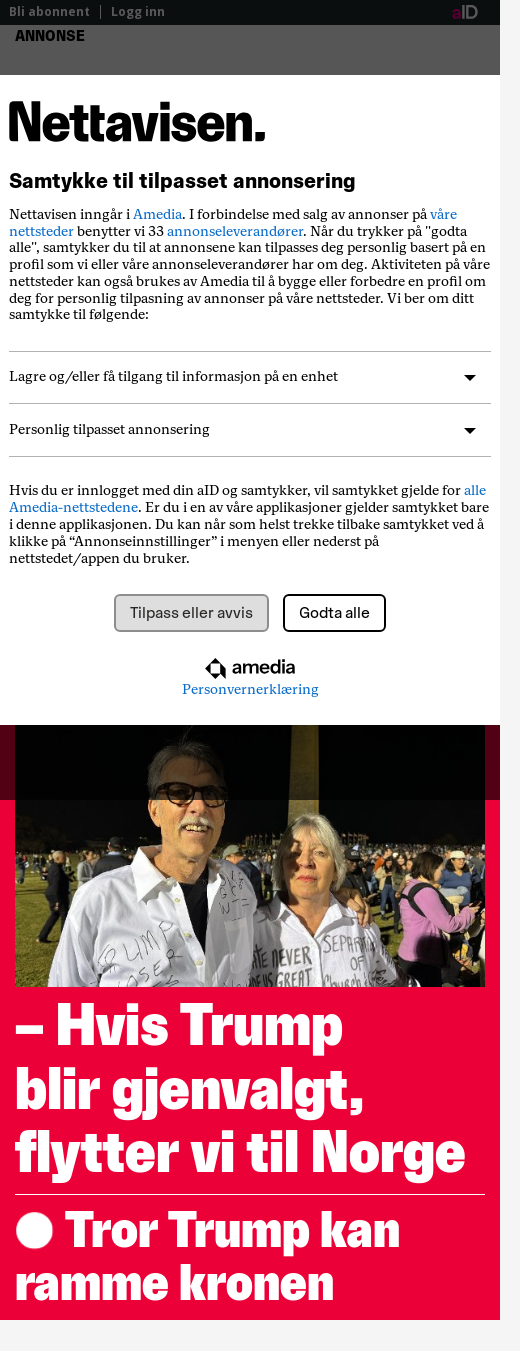 Bli abonnent | Logg inn
aID
ANNONSE
Nettavisen.
Samtykke til tilpasset annonsering
Nettavisen inngår i Amedia. I forbindelse med salg av annonser på våre
nettsteder benytter vi 33 annonseleverandører. Når du trykker på "godta
alle", samtykker du til at annonsene kan tilpasses deg personlig basert på en
profil som vi eller våre annonseleverandører har om deg. Aktiviteten på våre
nettsteder kan også brukes av Amedia til å bygge eller forbedre en profil om
deg for personlig tilpasning av annonser på våre nettsteder. Vi ber om ditt
samtykke til følgende:
Lagre og/eller få tilgang til informasjon på en enhet
Personlig tilpasset annonsering
Hvis du er innlogget med din aID og samtykker, vil samtykket gjelde for alle
Amedia-nettstedene. Er du i en av våre applikasjoner gjelder samtykket bare
i denne applikasjonen. Du kan når som helst trekke tilbake samtykket ved å
klikke på “Annonseinnstillinger” i menyen eller nederst på
nettstedet/appen du bruker.
Tilpass eller avvis
Godta alle
amedia
Personvernerklæring
– Hvis Trump
blir gjenvalgt,
flytter vi til Norge
Tror Trump kan
ramme kronen